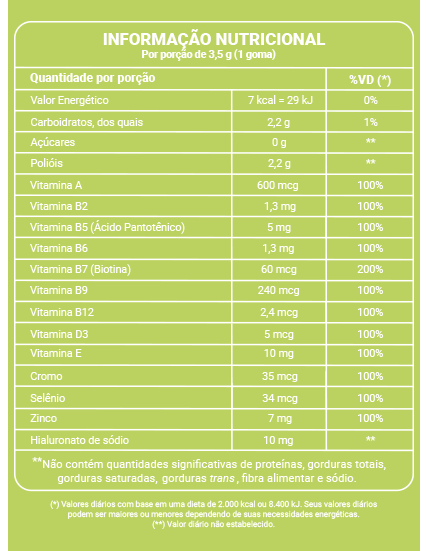 INFORMAÇÃO NUTRICIONAL
Por porção de 3,5 g (1 goma)
Quantidade por porção %VD (*)
Valor Energético 7 kcal = 29 kJ 0%
Carboidratos, dos quais 2,2 g 1%
Açúcares 0 g **
Polióis 2,2 g **
Vitamina A 600 mcg 100%
Vitamina B2 1,3 mg 100%
Vitamina B5 (Ácido Pantotênico) 5 mg 100%
Vitamina B6 1,3 mg 100%
Vitamina B7 (Biotina) 60 mcg 200%
Vitamina B9 240 mcg 100%
Vitamina B12 2,4 mcg 100%
Vitamina D3 5 mcg 100%
Vitamina E 10 mg 100%
Cromo 35 mcg 100%
Selênio 34 mcg 100%
Zinco 7 mg 100%
Hialuronato de sódio 10 mg **
**Não contém quantidades significativas de proteínas, gorduras totais,
gorduras saturadas, gorduras trans , fibra alimentar e sódio.
(*) Valores diários com base em uma dieta de 2.000 kcal ou 8.400 kJ. Seus valores diários
podem ser maiores ou menores dependendo de suas necessidades energéticas.
(**) Valor diário não estabelecido.